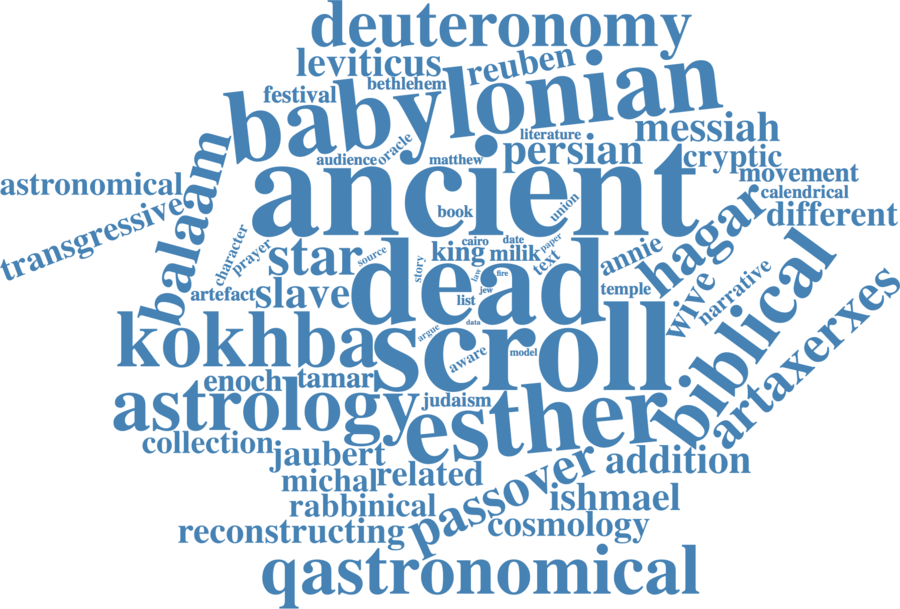 deuteronomy
leviticus
reuben
bethlehem
festival
babylonian
literature
messiah
oracle
audience
matthew
persian
cryptic
movement
astronomical
ancient
calendrical
transgressive
balaam
book
union
hagar
different
character
prayer
star
source
story
king
cairo
date
milik
paper
text
annie
law
fire
jew
artefact
slave
dead
list
temple
wive
narrative
biblical
artaxerxes
kokhba
scroll
data
argue
aware
model
enoch
tamar
astrology
judaism
esther
collection
jaubert
michal
related
passover
addition
rabbinical
ishmael
reconstructing
cosmology
qastronomical